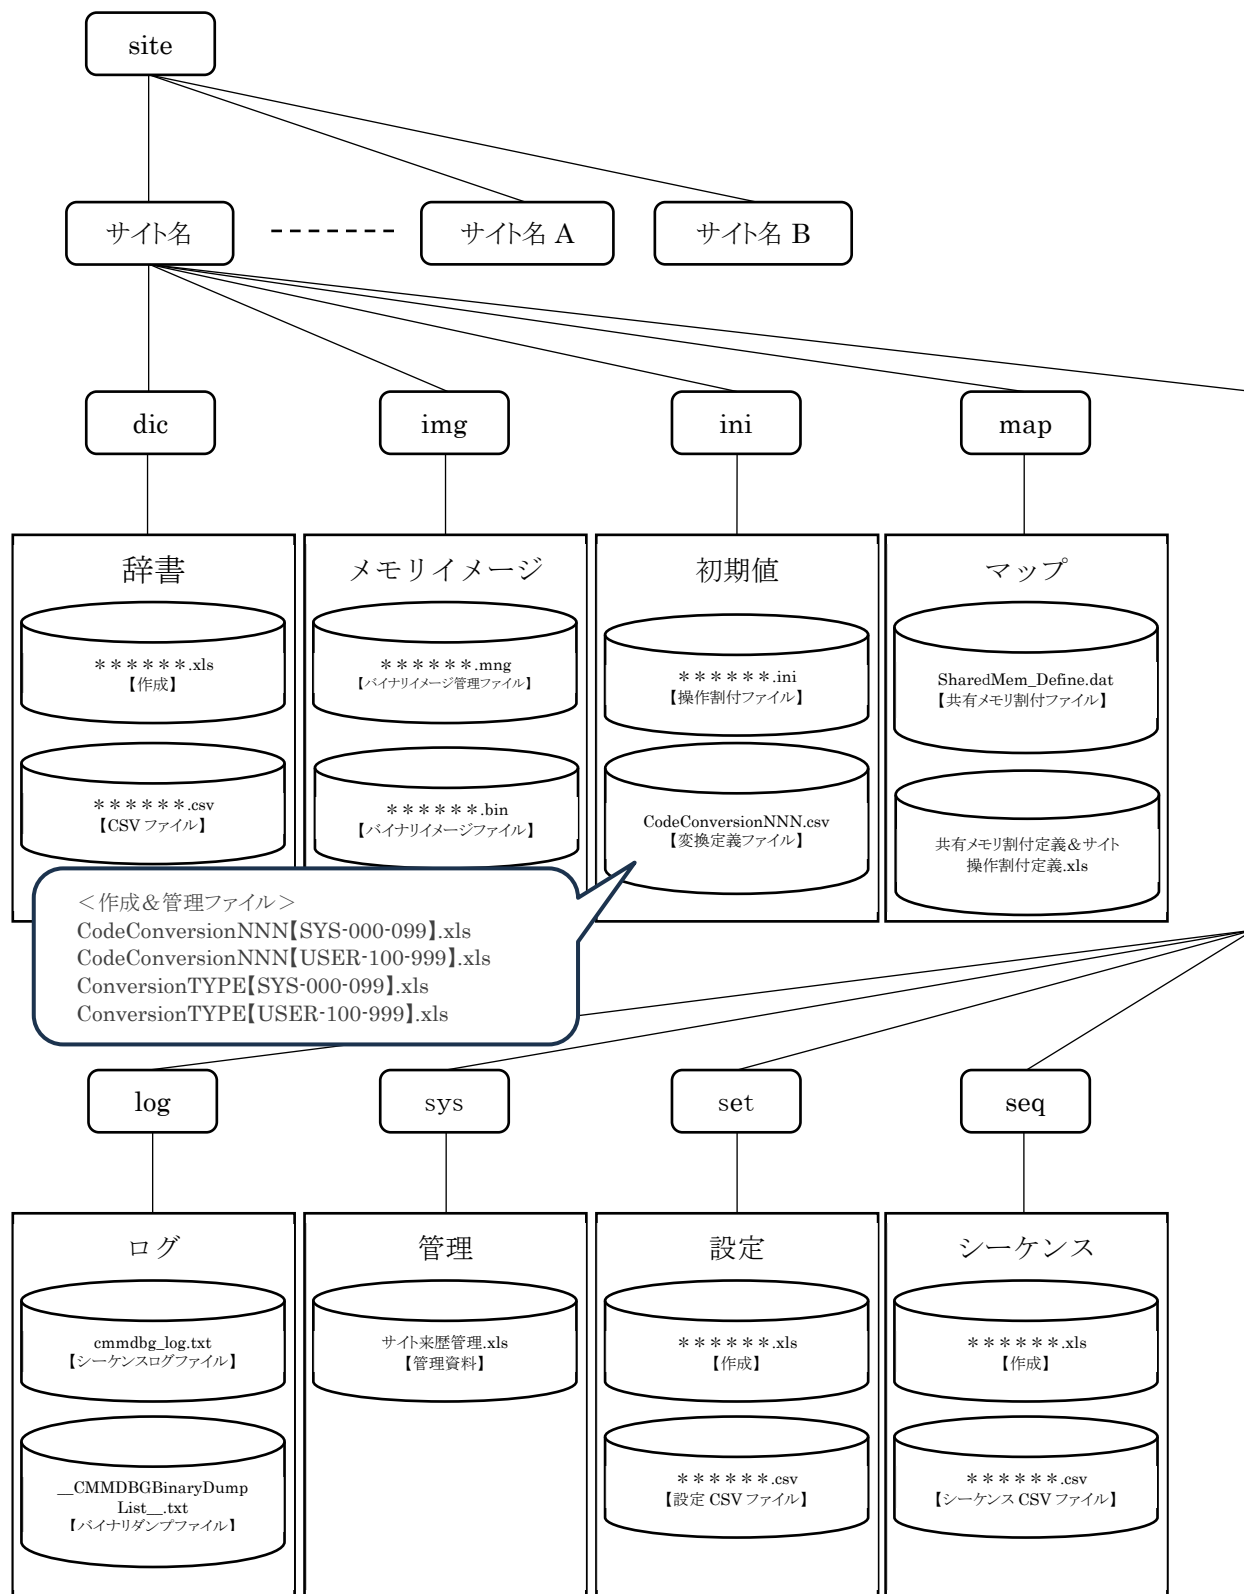 site
サイト名
サイト名 A
サイト名 B
dic
img
ini
map
辞書
＊＊＊＊＊＊.xls
【作成】
＊＊＊＊＊＊.csv
【CSV ファイル】
メモリイメージ
＊＊＊＊＊＊.mng
【バイナリイメージ管理ファイル】
＊＊＊＊＊＊.bin
【バイナリイメージファイル】
初期値
＊＊＊＊＊＊.ini
【操作割付ファイル】
CodeConversionNNN.csv
【変換定義ファイル】
マップ
SharedMem_Define.dat
【共有メモリ割付ファイル】
共有メモリ割付定義＆サイト
操作割付定義.xls
＜作成＆管理ファイル＞
CodeConversionNNN【SYS-000-099】.xls
CodeConversionNNN【USER-100-999】.xls
ConversionTYPE【SYS-000-099】.xls
ConversionTYPE【USER-100-999】.xls
log
sys
set
seq
ログ
cmmdbg_log.txt
【シーケンスログファイル】
__CMMDBGBinaryDump
List__.txt
【バイナリダンプファイル】
管理
サイト来歴管理.xls
【管理資料】
設定
＊＊＊＊＊＊.xls
【作成】
＊＊＊＊＊＊.csv
【設定 CSV ファイル】
シーケンス
＊＊＊＊＊＊.xls
【作成】
＊＊＊＊＊＊.csv
【シーケンス CSV ファイル】